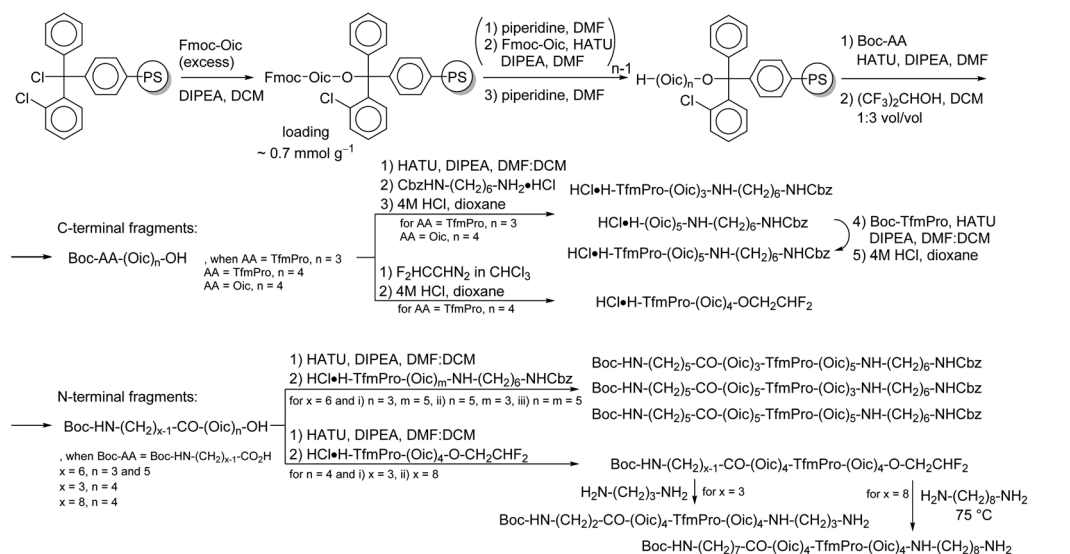 Cl
Cl
PS
Fmoc-Oic
(excess)
DIPEA, DCM
Fmoc-Oic-O
Cl
PS
loading
~ 0.7 mmol g⁻¹
1) piperidine, DMF
2) Fmoc-Oic, HATU
DIPEA, DMF
n-1
3) piperidine, DMF
H-(Oic)n-O
Cl
PS
1) Boc-AA
HATU, DIPEA, DMF
2) (CF₃)₂CHOH, DCM
1:3 vol/vol
C-terminal fragments:
Boc-AA-(Oic)n-OH
, when AA = TfmPro, n = 3
AA = TfmPro, n = 4
AA = Oic, n = 4
1) HATU, DIPEA, DMF:DCM
2) CbzHN-(CH₂)₆-NH₂•HCl
3) 4M HCl, dioxane
for AA = TfmPro, n = 3
AA = Oic, n = 4
HCl•H-TfmPro-(Oic)₃-NH-(CH₂)₆-NHCbz
HCl•H-(Oic)₅-NH-(CH₂)₆-NHCbz
HCl•H-TfmPro-(Oic)₅-NH-(CH₂)₆-NHCbz
4) Boc-TfmPro, HATU
DIPEA, DMF:DCM
5) 4M HCl, dioxane
1) F₂HCCHN₂ in CHCl₃
2) 4M HCl, dioxane
for AA = TfmPro, n = 4
HCl•H-TfmPro-(Oic)₄-OCH₂CHF₂
N-terminal fragments:
Boc-HN-(CH₂)x-1-CO-(Oic)n-OH
, when Boc-AA = Boc-HN-(CH₂)x-1-CO₂H
x = 6, n = 3 and 5
x = 3, n = 4
x = 8, n = 4
1) HATU, DIPEA, DMF:DCM
2) HCl•H-TfmPro-(Oic)m-NH-(CH₂)₆-NHCbz
for x = 6 and i) n = 3, m = 5, ii) n = 5, m = 3, iii) n = m = 5
Boc-HN-(CH₂)₅-CO-(Oic)₃-TfmPro-(Oic)₅-NH-(CH₂)₆-NHCbz
Boc-HN-(CH₂)₅-CO-(Oic)₅-TfmPro-(Oic)₃-NH-(CH₂)₆-NHCbz
Boc-HN-(CH₂)₅-CO-(Oic)₅-TfmPro-(Oic)₅-NH-(CH₂)₆-NHCbz
1) HATU, DIPEA, DMF:DCM
2) HCl•H-TfmPro-(Oic)₄-O-CH₂CHF₂
for n = 4 and i) x = 3, ii) x = 8
Boc-HN-(CH₂)x-1-CO-(Oic)₄-TfmPro-(Oic)₄-O-CH₂CHF₂
H₂N-(CH₂)₃-NH₂
for x = 3
for x = 8
H₂N-(CH₂)₈-NH₂
75 °C
Boc-HN-(CH₂)₂-CO-(Oic)₄-TfmPro-(Oic)₄-NH-(CH₂)₃-NH₂
Boc-HN-(CH₂)₇-CO-(Oic)₄-TfmPro-(Oic)₄-NH-(CH₂)₈-NH₂